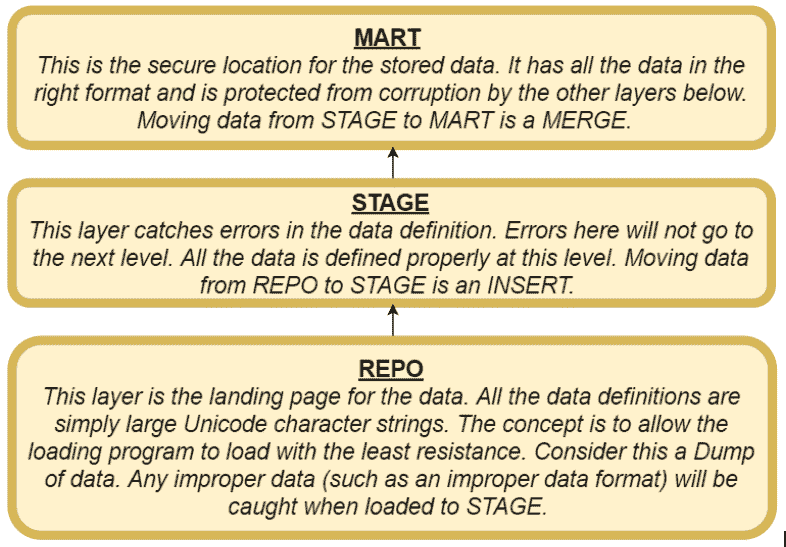 MART
This is the secure location for the stored data. It has all the data in the
right format and is protected from corruption by the other layers below.
Moving data from STAGE to MART is a MERGE.
STAGE
This layer catches errors in the data definition. Errors here will not go to
the next level. All the data is defined properly at this level. Moving data
from REPO to STAGE is an INSERT.
REPO
This layer is the landing page for the data. All the data definitions are
simply large Unicode character strings. The concept is to allow the
loading program to load with the least resistance. Consider this a Dump
of data. Any improper data (such as an improper data format) will be
caught when loaded to STAGE.